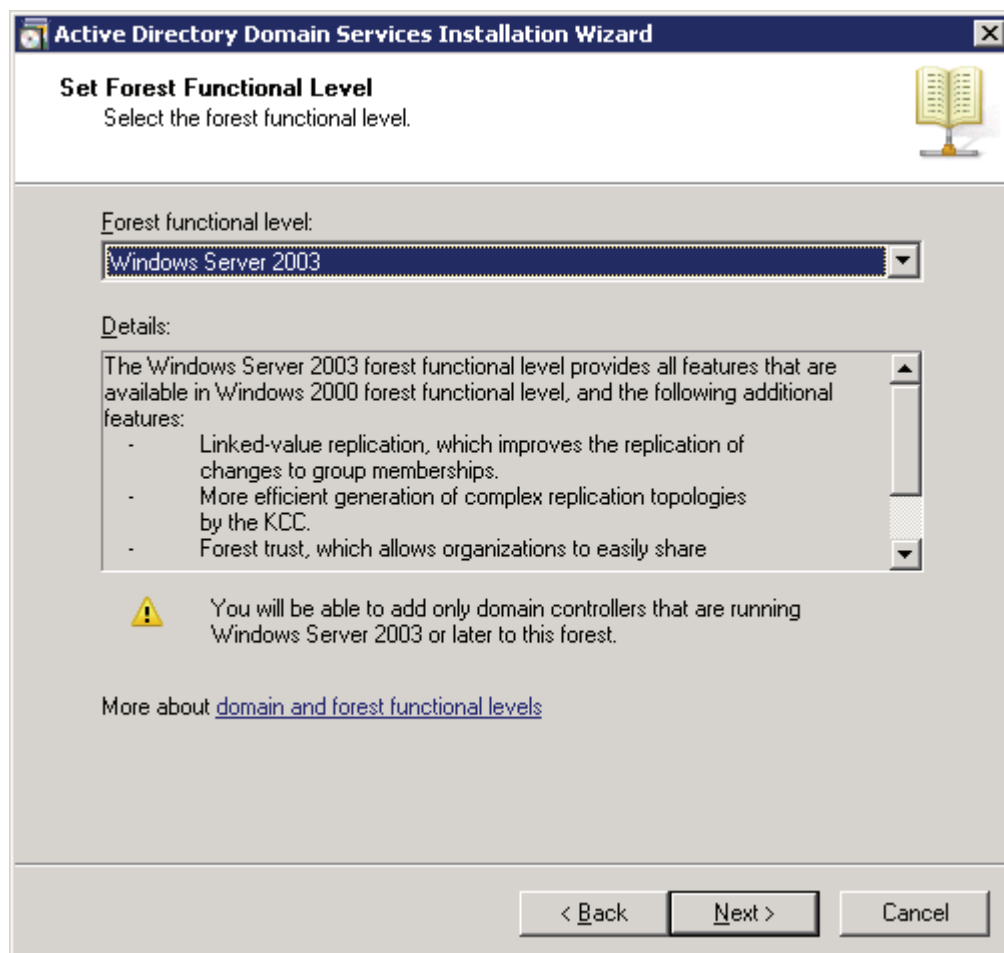 Active Directory Domain Services Installation Wizard
Set Forest Functional Level
Select the forest functional level.
Forest functional level:
Windows Server 2003
Details:
The Windows Server 2003 forest functional level provides all features that are
available in Windows 2000 forest functional level, and the following additional
features:
- Linked-value replication, which improves the replication of
changes to group memberships.
- More efficient generation of complex replication topologies
by the KCC.
- Forest trust, which allows organizations to easily share
You will be able to add only domain controllers that are running
Windows Server 2003 or later to this forest.
More about domain and forest functional levels
< Back Next > Cancel